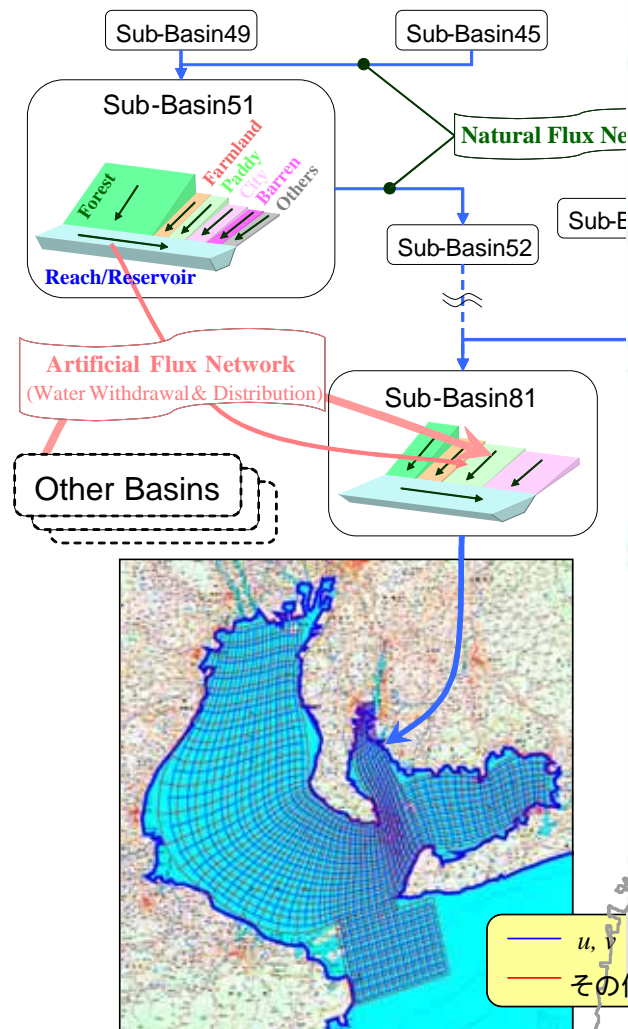 Sub-Basin49
Sub-Basin45
Sub-Basin51
Forest
Farmland
Paddy
City
Barren
Others
Reach/Reservoir
Natural Flux Ne
Sub-B
Sub-Basin52
Artificial Flux Network
(Water Withdrawal & Distribution)
Sub-Basin81
Other Basins
u, v
その